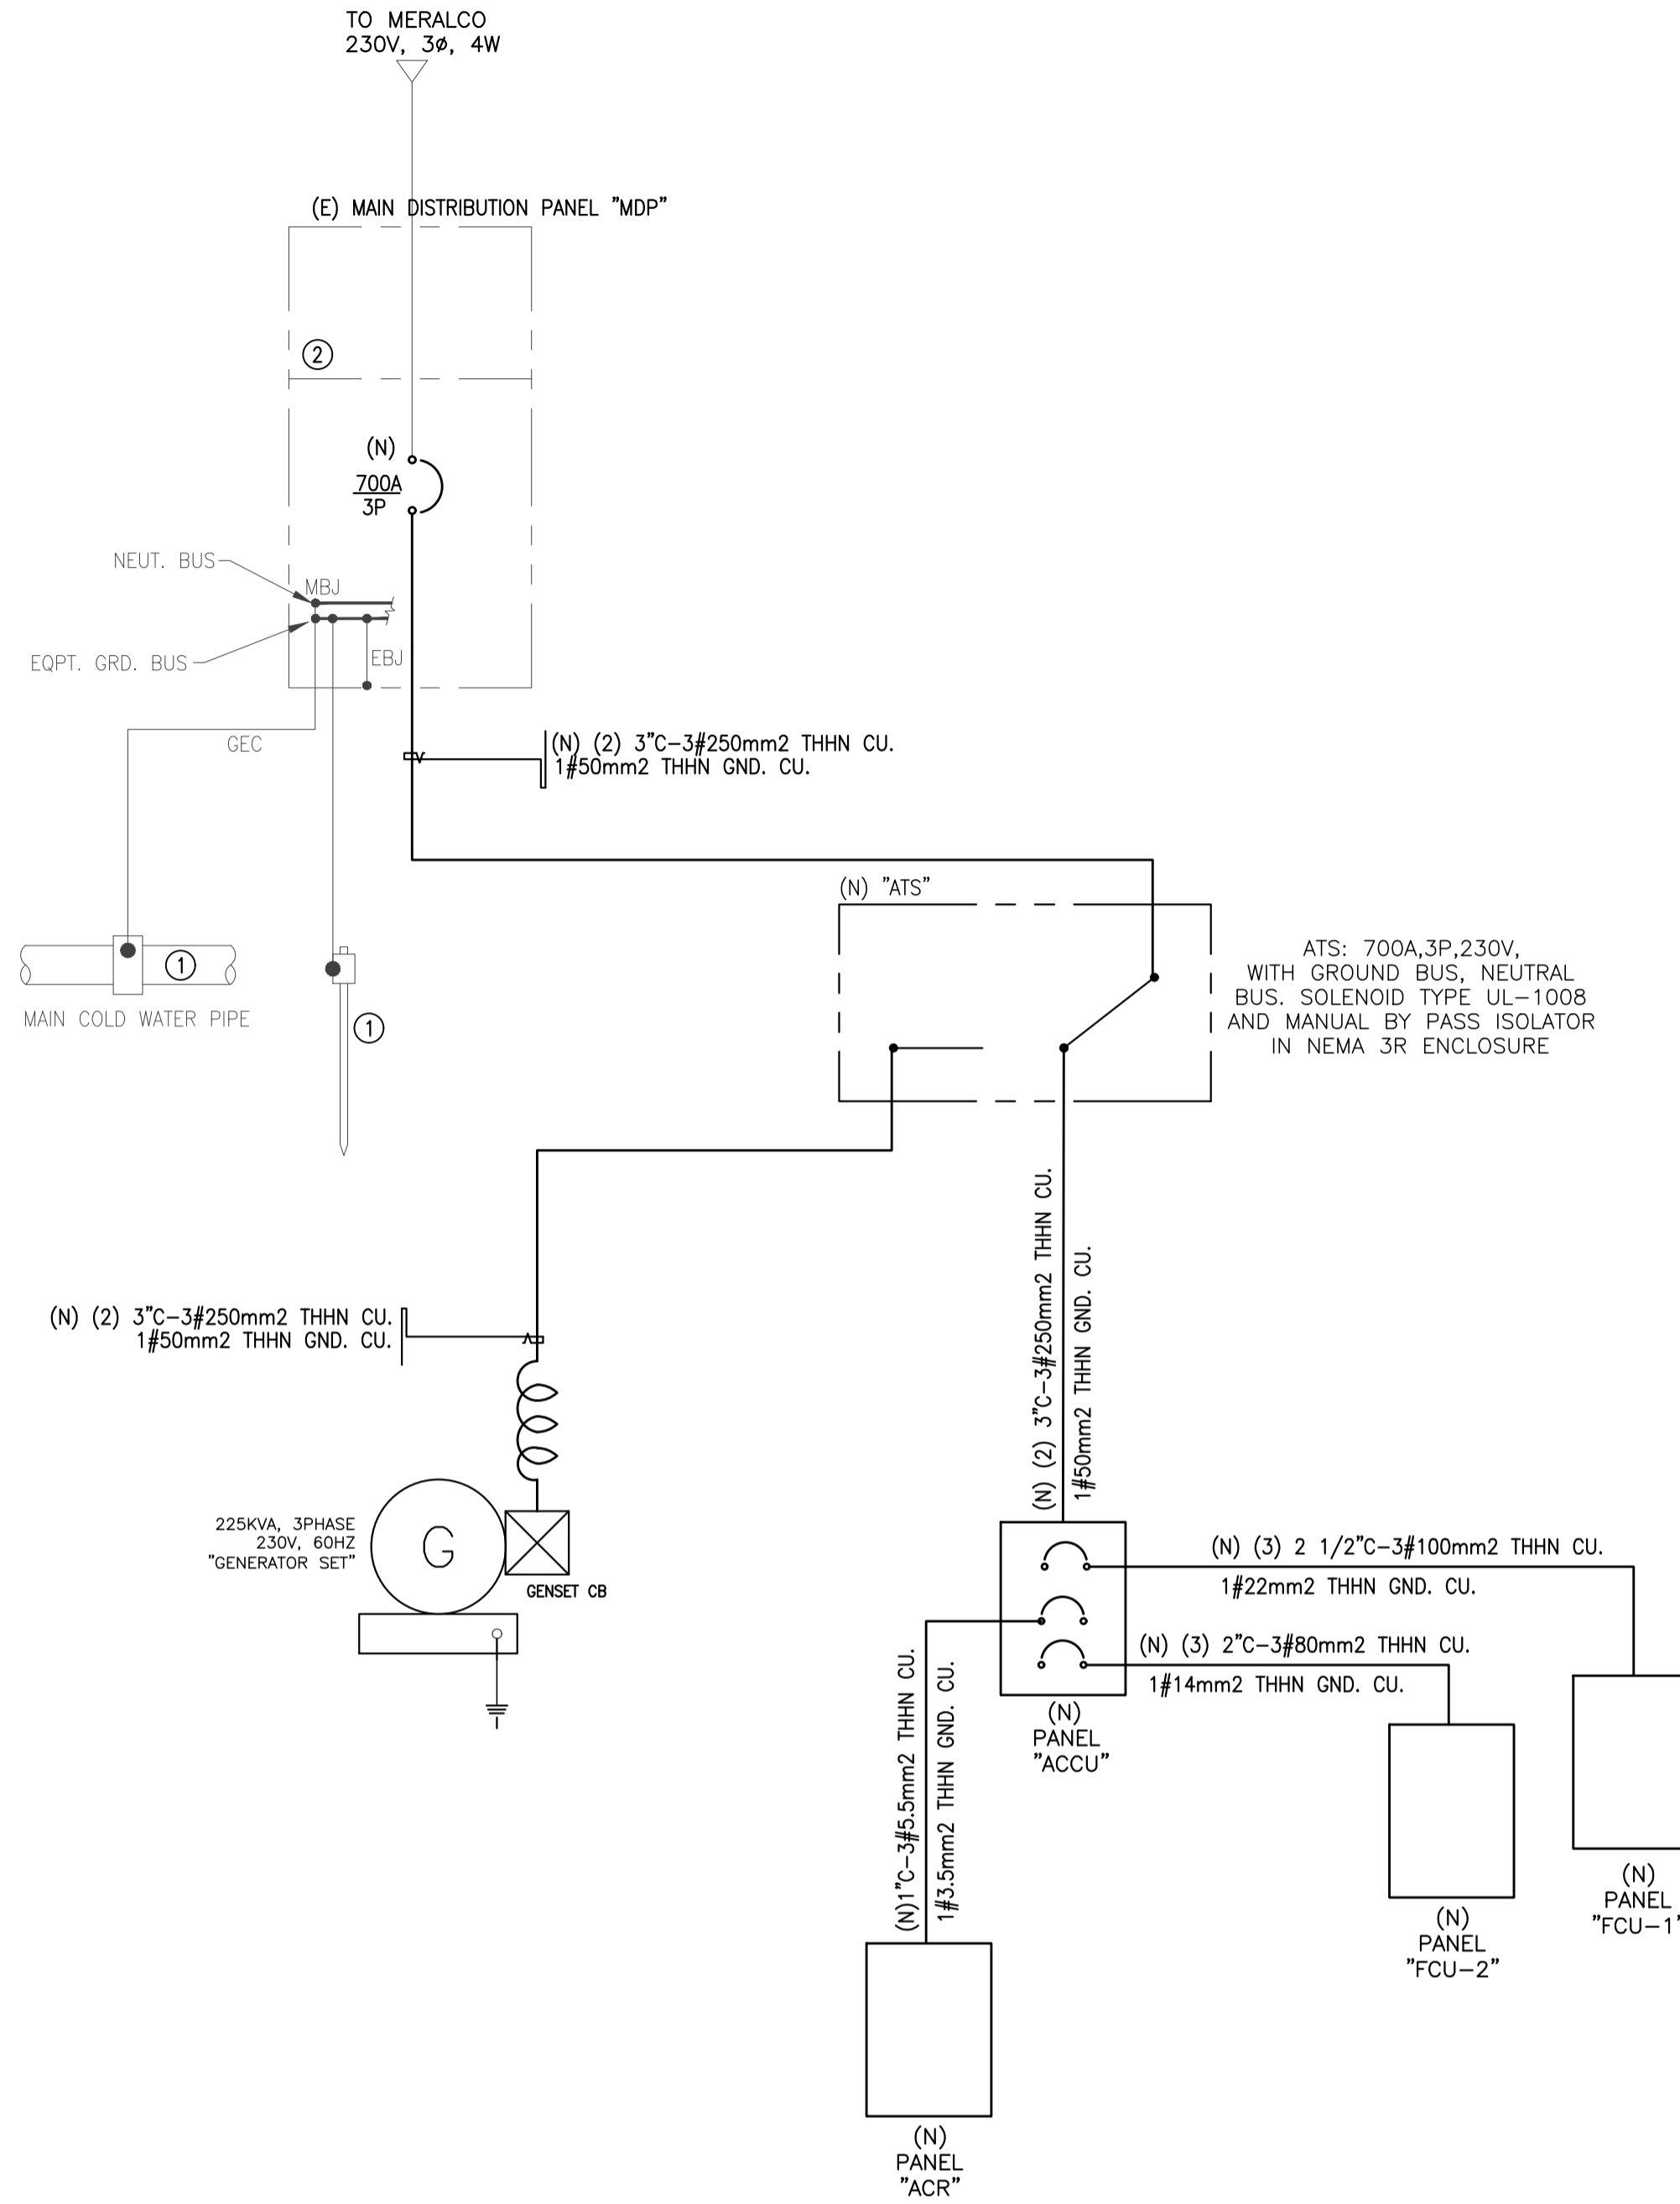 TO MERALCO
230V, 3ø, 4W
(E) MAIN DISTRIBUTION PANEL "MDP"
2
(N)
700A
3P
NEUT. BUS
MBJ
EQPT. GRD. BUS
EBJ
GEC
(N) (2) 3"C-3#250mm2 THHN CU.
1#50mm2 THHN GND. CU.
(N) "ATS"
ATS: 700A,3P,230V,
WITH GROUND BUS, NEUTRAL
BUS. SOLENOID TYPE UL-1008
AND MANUAL BY PASS ISOLATOR
IN NEMA 3R ENCLOSURE
1
MAIN COLD WATER PIPE
1
(N) (2) 3"C-3#250mm2 THHN CU.
1#50mm2 THHN GND. CU.
(N) (2) 3"C-3#250mm2 THHN CU.
1#50mm2 THHN GND. CU.
225KVA, 3PHASE
230V, 60HZ
"GENERATOR SET"
G
GENSET CB
(N) (3) 2 1/2"C-3#100mm2 THHN CU.
1#22mm2 THHN GND. CU.
(N) (3) 2"C-3#80mm2 THHN CU.
1#14mm2 THHN GND. CU.
(N)
PANEL
"ACCU"
(N)1"C-3#5.5mm2 THHN CU.
1#3.5mm2 THHN GND. CU.
(N)
PANEL
"FCU-1"
(N)
PANEL
"FCU-2"
(N)
PANEL
"ACR"